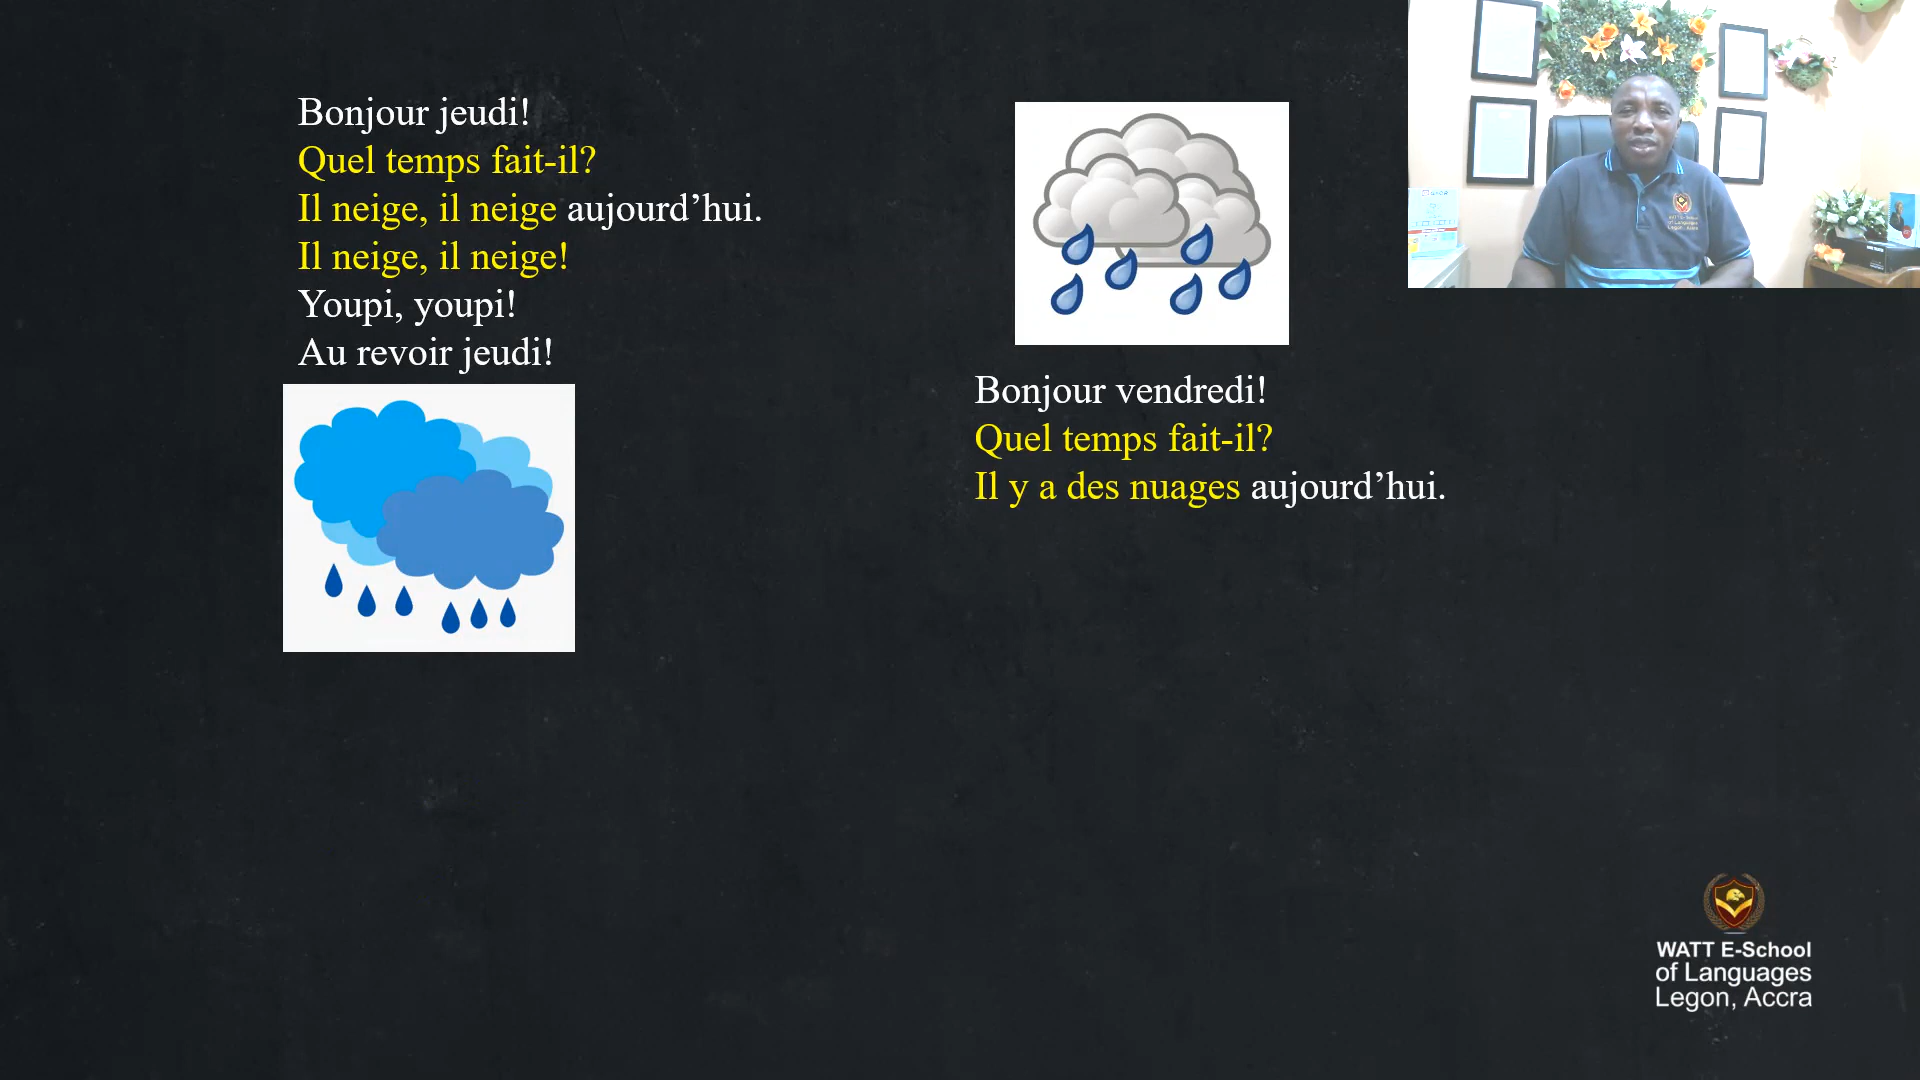 Bonjour jeudi!
Quel temps fait-il?
Il neige, il neige aujourd’hui.
Il neige, il neige!
Youpi, youpi!
Au revoir jeudi!
Bonjour vendredi!
Quel temps fait-il?
Il y a des nuages aujourd’hui.
WATT E-School
of Languages
Legon, Accra